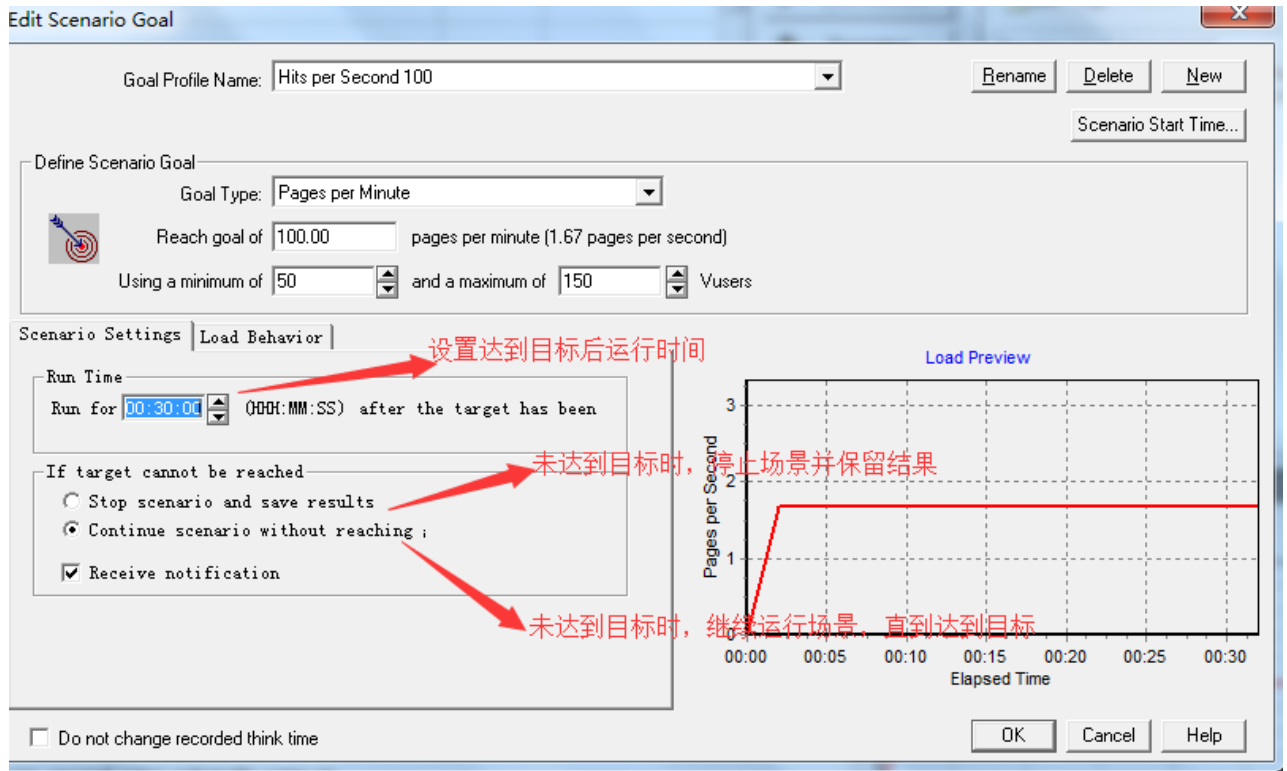 Edit Scenario Goal
Goal Profile Name: Hits per Second 100
Rename Delete New
Scenario Start Time...
Define Scenario Goal
Goal Type: Pages per Minute
Reach goal of 100.00 pages per minute (1.67 pages per second)
Using a minimum of 50 and a maximum of 150 Vusers
Scenario Settings Load Behavior
设置达到目标后运行时间
Run Time
Run for 00:30:00 (HHH:MM:SS) after the target has been
If target cannot be reached
未达到目标时，停止场景并保留结果
Stop scenario and save results
Continue scenario without reaching
Receive notification
未达到目标时，继续运行场景，直到达到目标
Load Preview
Pages per Second
3
2
1
0
00:00 00:05 00:10 00:15 00:20 00:25 00:30
Elapsed Time
Do not change recorded think time
OK Cancel Help